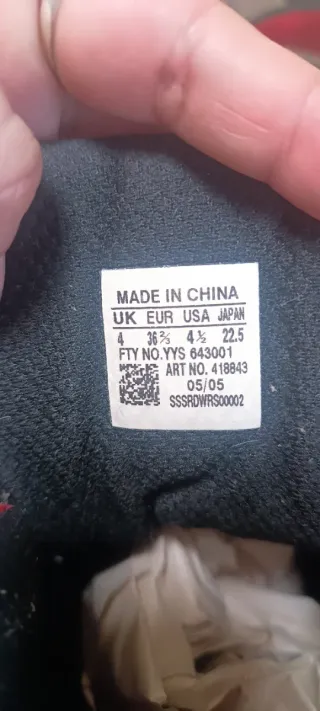 MADE IN CHINA
UK EUR USA JAPAN
4 36⅔ 4½ 22.5
FTY NO.YYS 643001
ART NO. 418843
05/05
SSSRDWRS00002